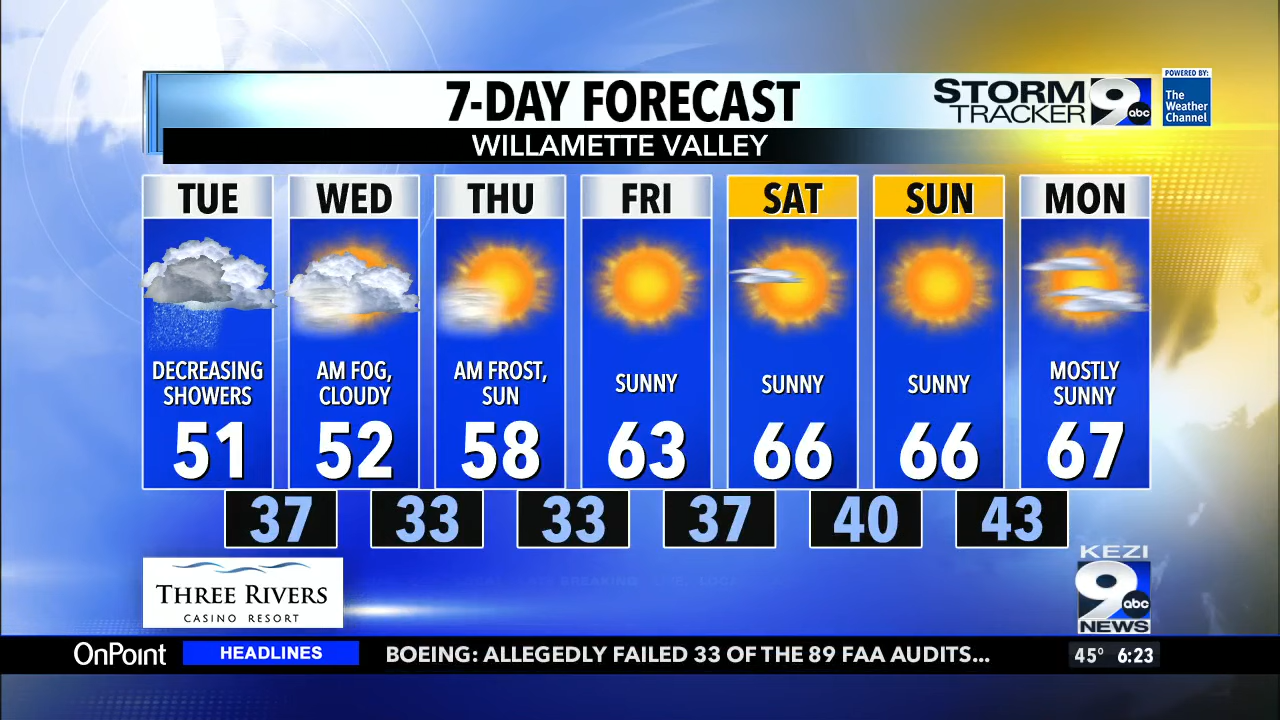 7-DAY FORECAST
WILLAMETTE VALLEY
STORM
TRACKER
9
abc
POWERED BY:
The
Weather
Channel
TUE
WED
THU
FRI
SAT
SUN
MON
DECREASING
SHOWERS
AM FOG,
CLOUDY
AM FROST,
SUN
SUNNY
SUNNY
SUNNY
MOSTLY
SUNNY
51
52
58
63
66
66
67
37
33
33
37
40
43
THREE RIVERS
CASINO RESORT
KEZI
9
abc
NEWS
OnPoint
HEADLINES
BOEING: ALLEGEDLY FAILED 33 OF THE 89 FAA AUDITS...
45° 6:23